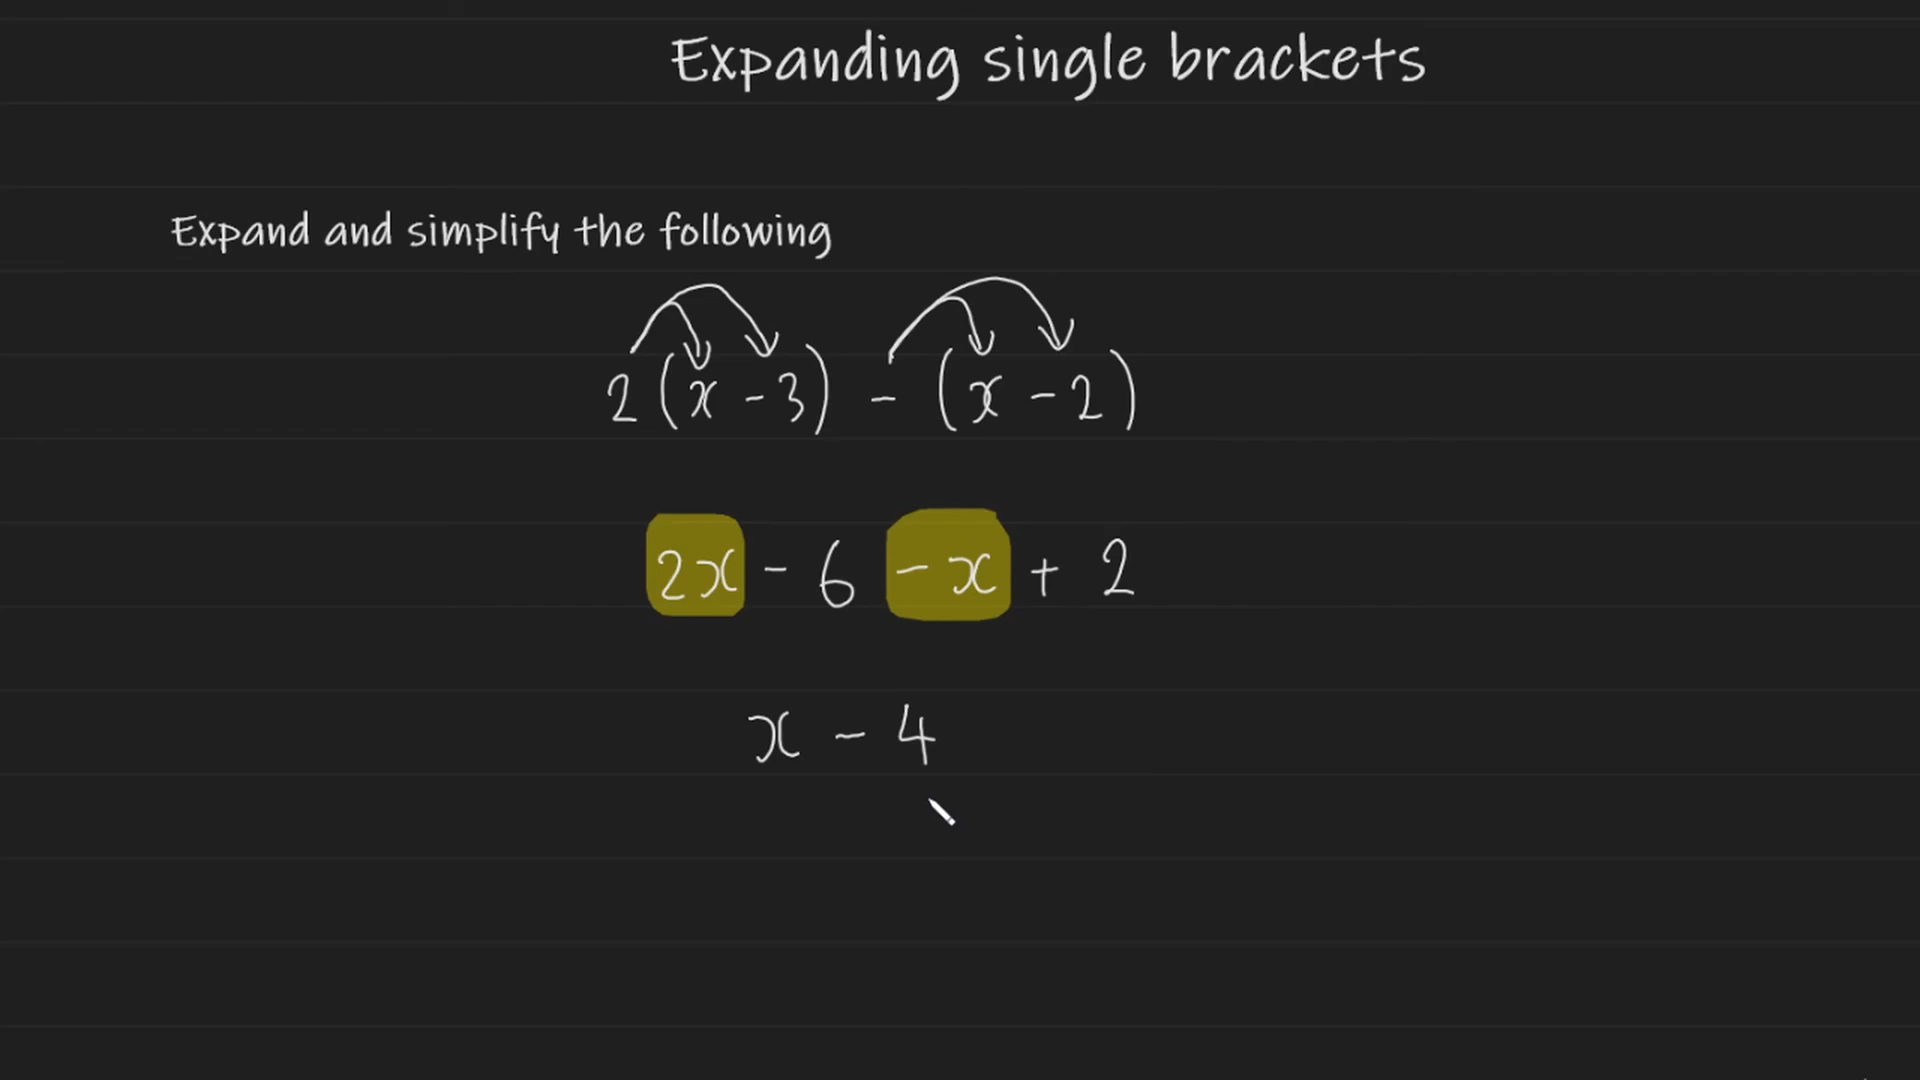 Expanding single brackets
Expand and simplify the following
2(x - 3) - (x - 2)
2x - 6 - x + 2
x - 4